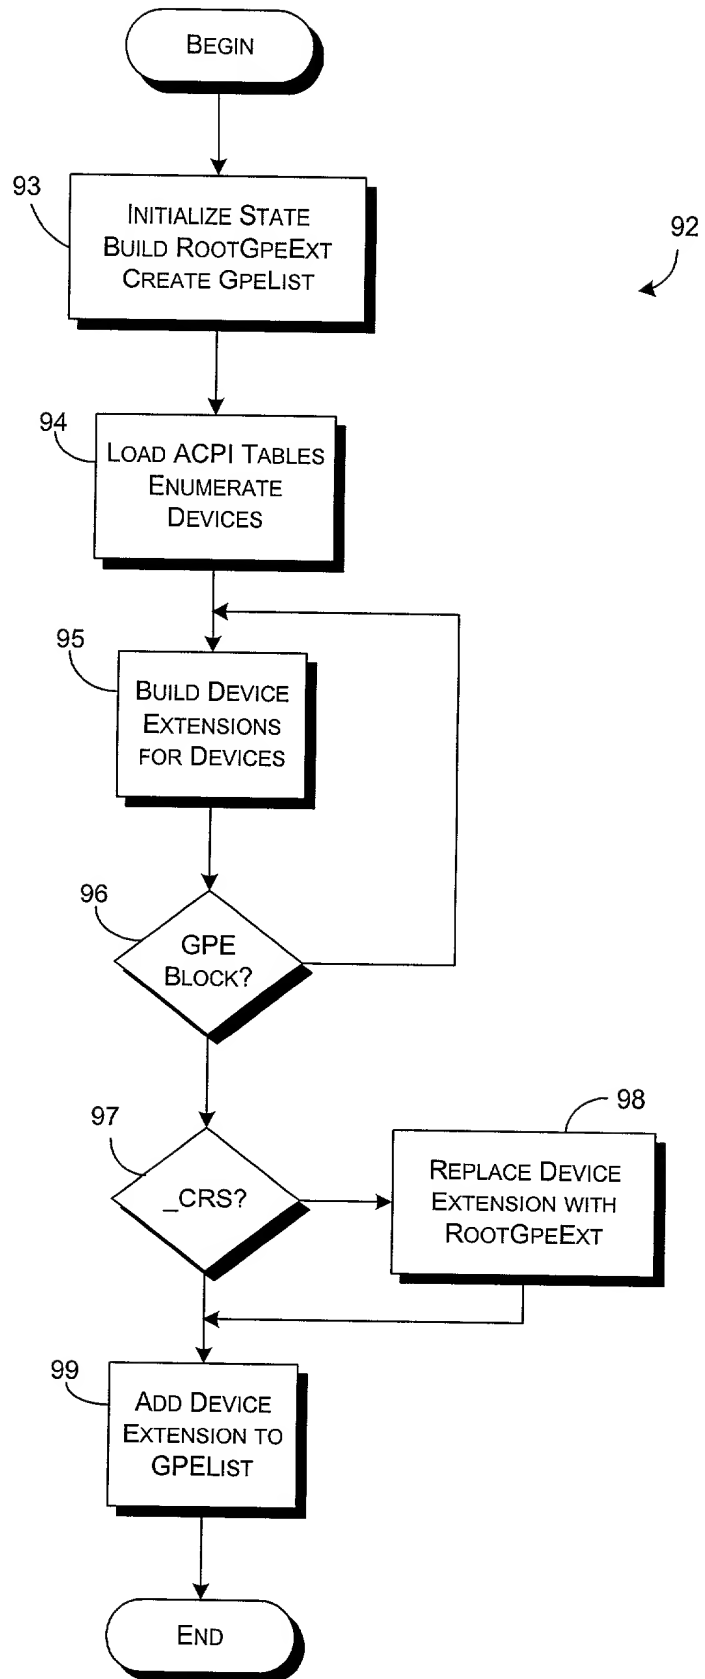 BEGIN
93
INITIALIZE STATE
BUILD ROOTGPEEXT
CREATE GPELIST
92
94
LOAD ACPI TABLES
ENUMERATE
DEVICES
95
BUILD DEVICE
EXTENSIONS
FOR DEVICES
96
GPE
BLOCK?
97
_CRS?
98
REPLACE DEVICE
EXTENSION WITH
ROOTGPEEXT
99
ADD DEVICE
EXTENSION TO
GPELIST
END